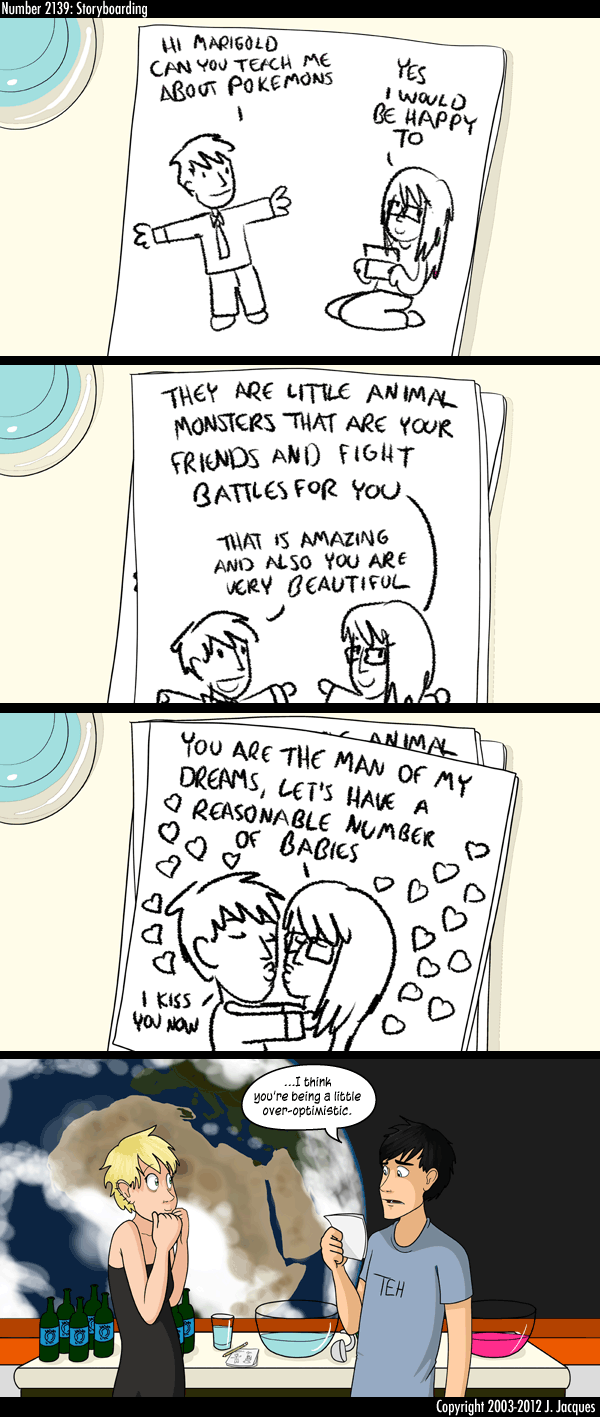 Number 2139: Storyboarding
HI MARIGOLD
CAN YOU TEACH ME
ABOUT POKEMONS
YES
I WOULD
BE HAPPY
TO
THEY ARE LITTLE ANIMAL
MONSTERS THAT ARE YOUR
FRIENDS AND FIGHT
BATTLES FOR YOU
THAT IS AMAZING
AND ALSO YOU ARE
VERY BEAUTIFUL
ANIMAL
YOU ARE THE MAN OF MY
DREAMS, LET'S HAVE A
REASONABLE NUMBER
OF BABIES
I KISS
YOU NOW
...I think
you're being a little
over-optimistic.
TEH
Copyright 2003-2012 J. Jacques